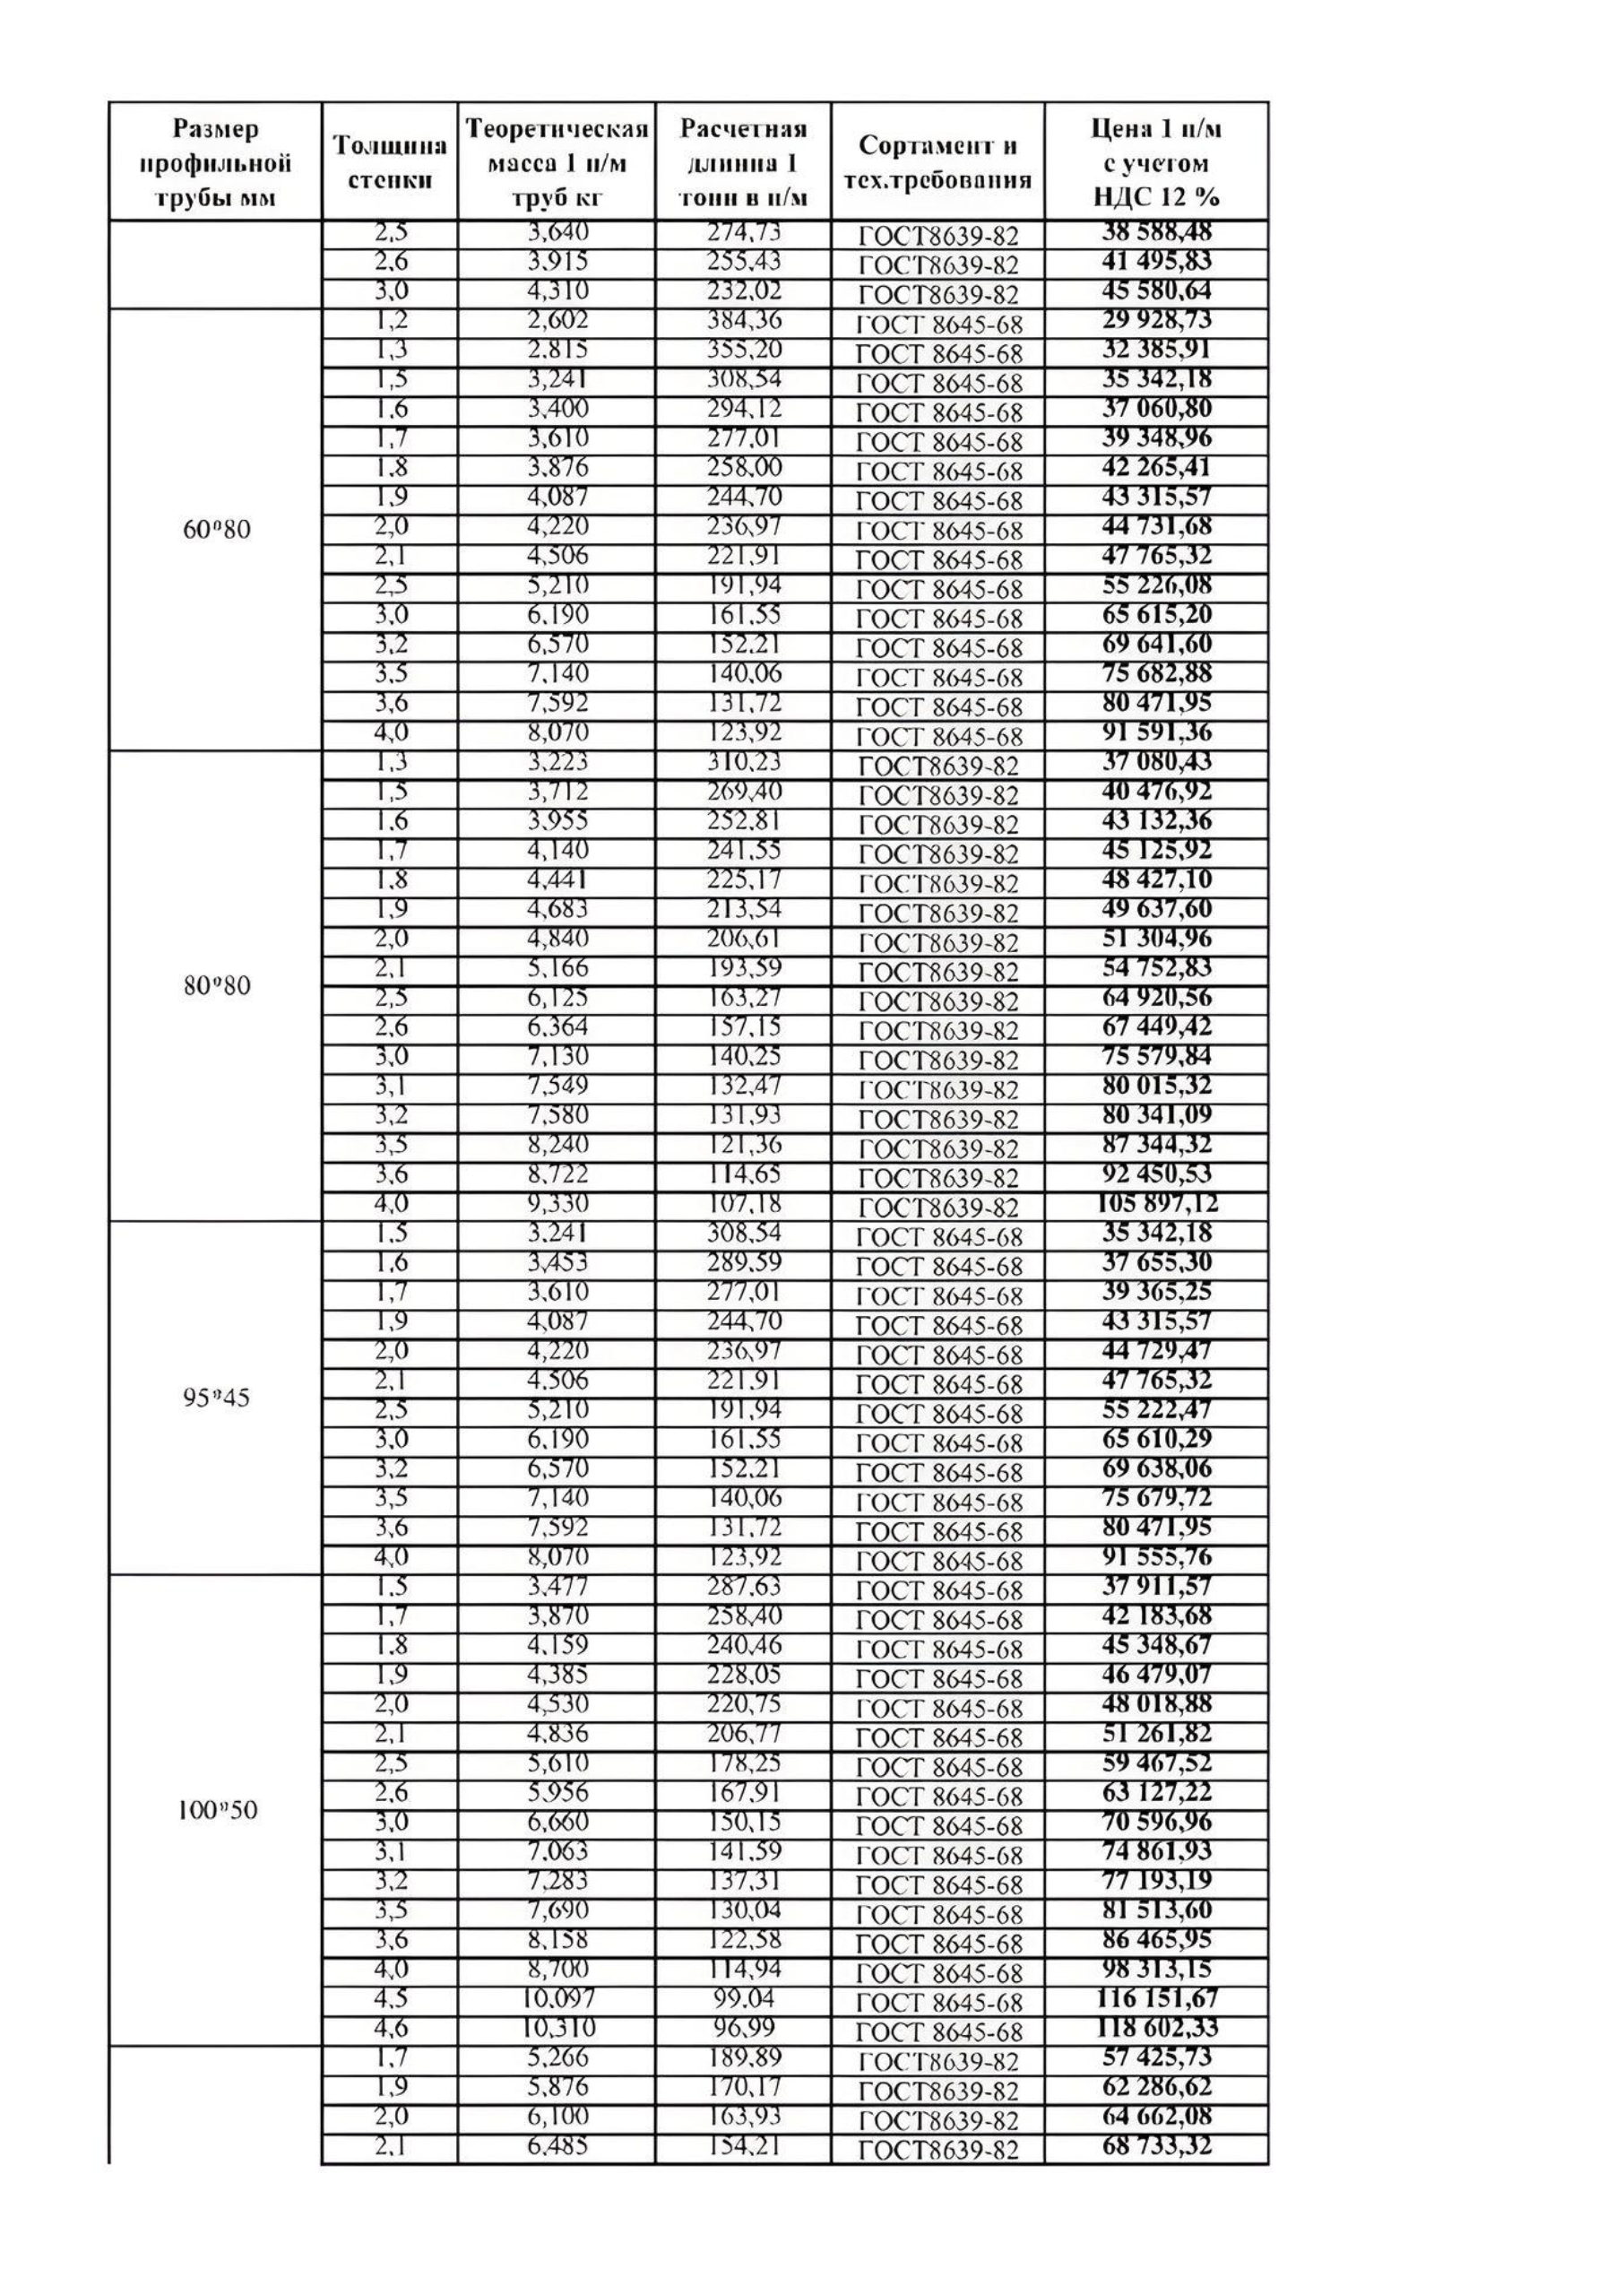 Размер профильной трубы мм Толщина стенки Теоретическая масса 1 п/м труб кг Расчетная длинна 1 тонн в п/м Сортамент и тех.требования Цена 1 п/м с учетом НДС 12 %
2,5 3,640 274,73 ГОСТ8639-82 38 588,48
2,6 3,915 255,43 ГОСТ8639-82 41 495,83
3,0 4,310 232,02 ГОСТ8639-82 45 580,64
1,2 2,602 384,36 ГОСТ 8645-68 29 928,73
1,3 2,815 355,20 ГОСТ 8645-68 32 385,91
1,5 3,241 308,54 ГОСТ 8645-68 35 342,18
1,6 3,400 294,12 ГОСТ 8645-68 37 060,80
1,7 3,610 277,01 ГОСТ 8645-68 39 348,96
1,8 3,876 258,00 ГОСТ 8645-68 42 265,41
1,9 4,087 244,70 ГОСТ 8645-68 43 315,57
60*80 2,0 4,220 236,97 ГОСТ 8645-68 44 731,68
2,1 4,506 221,91 ГОСТ 8645-68 47 765,32
2,5 5,210 191,94 ГОСТ 8645-68 55 226,08
3,0 6,190 161,55 ГОСТ 8645-68 65 615,20
3,2 6,570 152,21 ГОСТ 8645-68 69 641,60
3,5 7,140 140,06 ГОСТ 8645-68 75 682,88
3,6 7,592 131,72 ГОСТ 8645-68 80 471,95
4,0 8,070 123,92 ГОСТ 8645-68 91 591,36
1,3 3,223 310,23 ГОСТ8639-82 37 080,43
1,5 3,712 269,40 ГОСТ8639-82 40 476,92
1,6 3,955 252,81 ГОСТ8639-82 43 132,36
1,7 4,140 241,55 ГОСТ8639-82 45 125,92
1,8 4,441 225,17 ГОСТ8639-82 48 427,10
1,9 4,683 213,54 ГОСТ8639-82 49 637,60
2,0 4,840 206,61 ГОСТ8639-82 51 304,96
2,1 5,166 193,59 ГОСТ8639-82 54 752,83
80*80 2,5 6,125 163,27 ГОСТ8639-82 64 920,56
2,6 6,364 157,15 ГОСТ8639-82 67 449,42
3,0 7,130 140,25 ГОСТ8639-82 75 579,84
3,1 7,549 132,47 ГОСТ8639-82 80 015,32
3,2 7,580 131,93 ГОСТ8639-82 80 341,09
3,5 8,240 121,36 ГОСТ8639-82 87 344,32
3,6 8,722 114,65 ГОСТ8639-82 92 450,53
4,0 9,330 107,18 ГОСТ8639-82 105 897,12
1,5 3,241 308,54 ГОСТ 8645-68 35 342,18
1,6 3,453 289,59 ГОСТ 8645-68 37 655,30
1,7 3,610 277,01 ГОСТ 8645-68 39 365,25
1,9 4,087 244,70 ГОСТ 8645-68 43 315,57
2,0 4,220 236,97 ГОСТ 8645-68 44 729,47
2,1 4,506 221,91 ГОСТ 8645-68 47 765,32
95*45 2,5 5,210 191,94 ГОСТ 8645-68 55 222,47
3,0 6,190 161,55 ГОСТ 8645-68 65 610,29
3,2 6,570 152,21 ГОСТ 8645-68 69 638,06
3,5 7,140 140,06 ГОСТ 8645-68 75 679,72
3,6 7,592 131,72 ГОСТ 8645-68 80 471,95
4,0 8,070 123,92 ГОСТ 8645-68 91 555,76
1,5 3,477 287,63 ГОСТ 8645-68 37 911,57
1,7 3,870 258,40 ГОСТ 8645-68 42 183,68
1,8 4,159 240,46 ГОСТ 8645-68 45 348,67
1,9 4,385 228,05 ГОСТ 8645-68 46 479,07
2,0 4,530 220,75 ГОСТ 8645-68 48 018,88
2,1 4,836 206,77 ГОСТ 8645-68 51 261,82
2,5 5,610 178,25 ГОСТ 8645-68 59 467,52
2,6 5,956 167,91 ГОСТ 8645-68 63 127,22
100*50 3,0 6,660 150,15 ГОСТ 8645-68 70 596,96
3,1 7,063 141,59 ГОСТ 8645-68 74 861,93
3,2 7,283 137,31 ГОСТ 8645-68 77 193,19
3,5 7,690 130,04 ГОСТ 8645-68 81 513,60
3,6 8,158 122,58 ГОСТ 8645-68 86 465,95
4,0 8,700 114,94 ГОСТ 8645-68 98 313,15
4,5 10,097 99,04 ГОСТ 8645-68 116 151,67
4,6 10,310 96,99 ГОСТ 8645-68 118 602,33
1,7 5,266 189,89 ГОСТ8639-82 57 425,73
1,9 5,876 170,17 ГОСТ8639-82 62 286,62
2,0 6,100 163,93 ГОСТ8639-82 64 662,08
2,1 6,485 154,21 ГОСТ8639-82 68 733,32